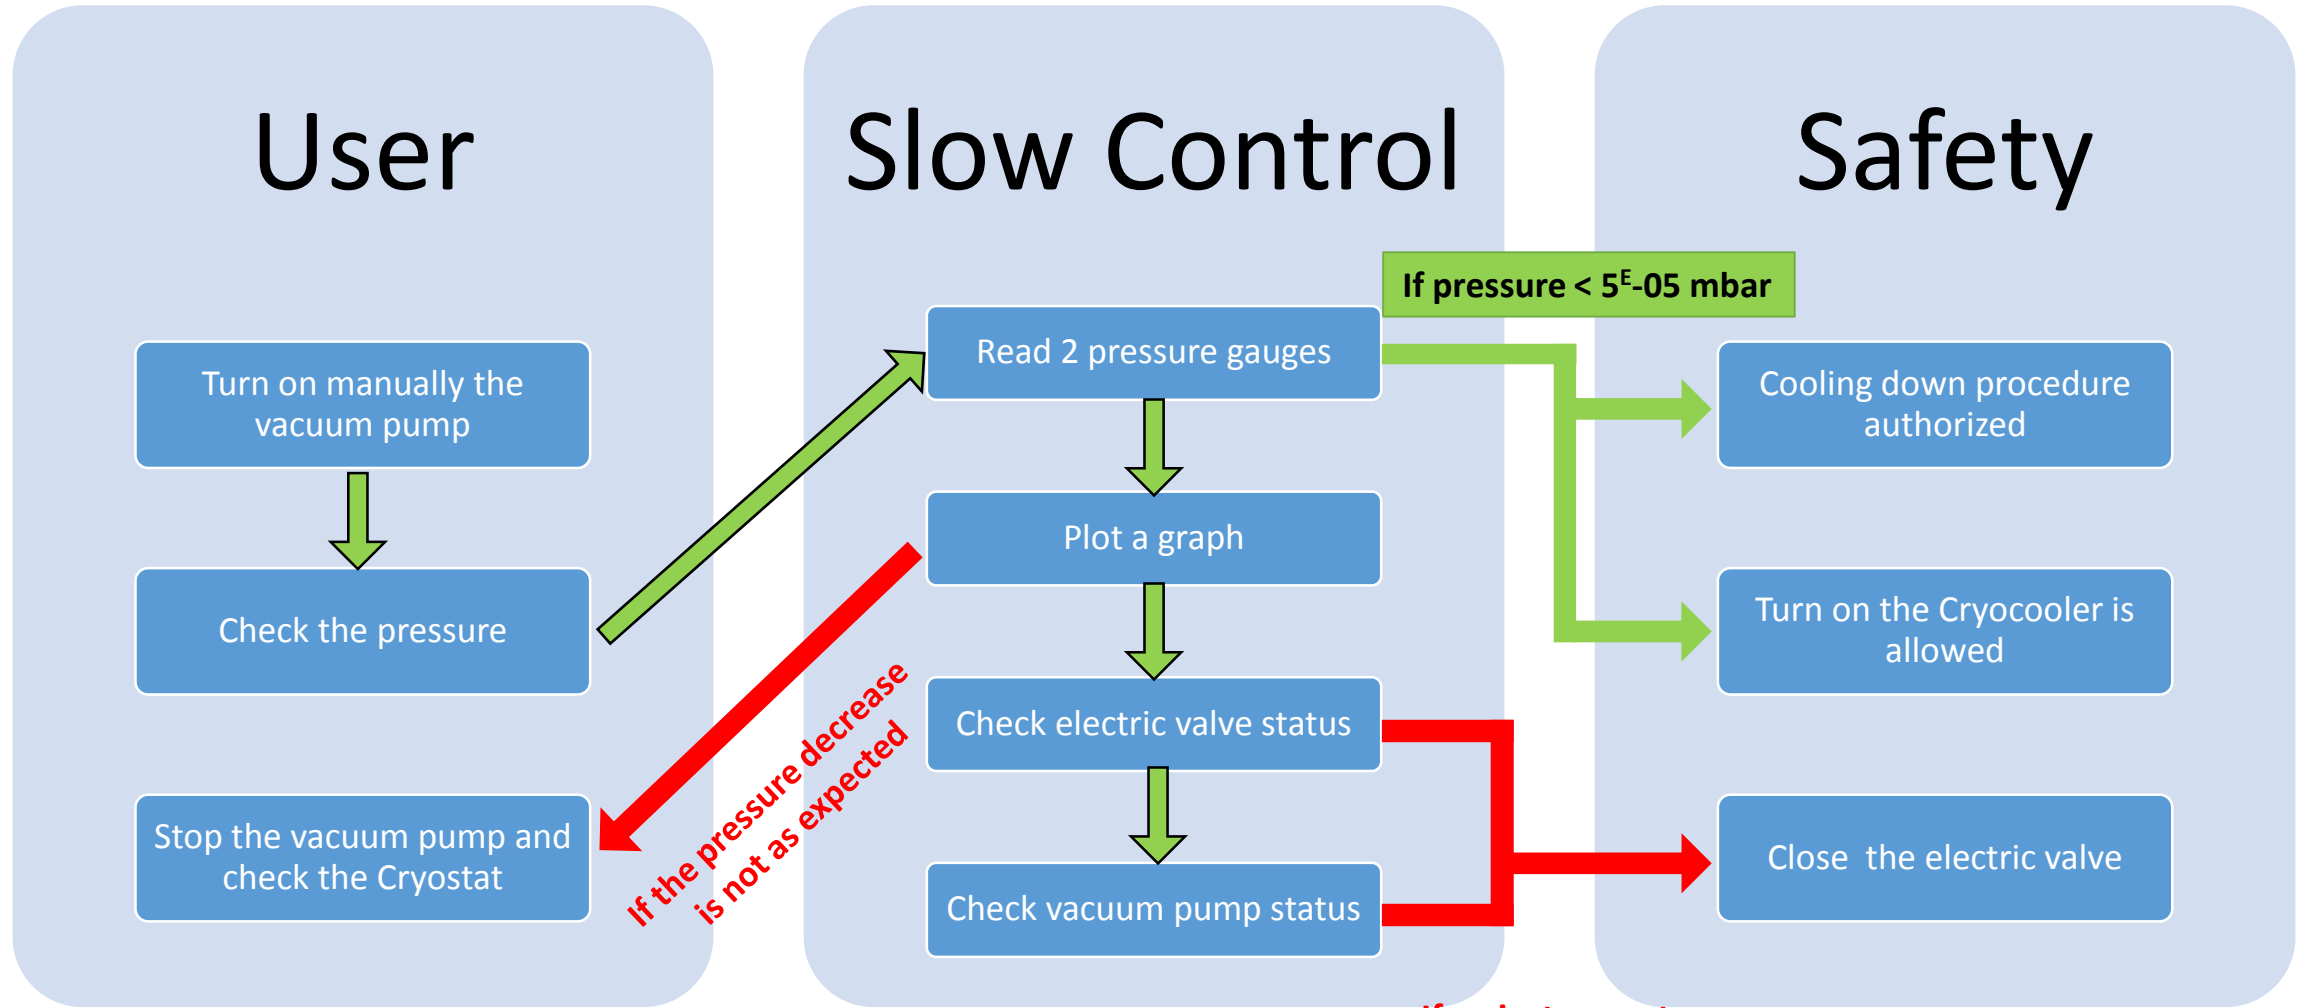 User
Turn on manually the
vacuum pump
Check the pressure
Stop the vacuum pump and
check the Cryostat
If the pressure decrease
is not as expected
Slow Control
If pressure < 5E-05 mbar
Read 2 pressure gauges
Plot a graph
Check electric valve status
Check vacuum pump status
Safety
Cooling down procedure
authorized
Turn on the Cryocooler is
allowed
Close  the electric valve
If